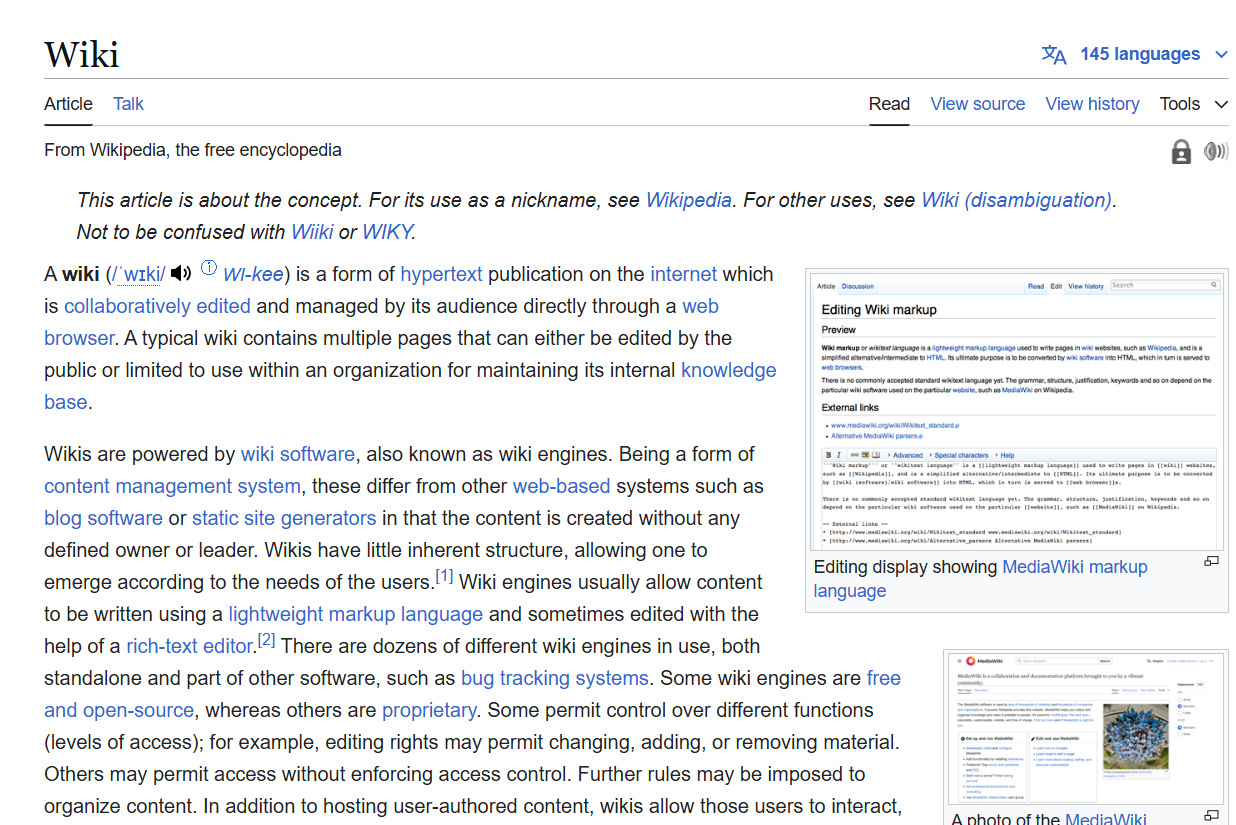 Wiki
145 languages
Article Talk
Read View source View history Tools
From Wikipedia, the free encyclopedia
This article is about the concept. For its use as a nickname, see Wikipedia. For other uses, see Wiki (disambiguation).
Not to be confused with Wiiki or WIKY.
A wiki (/ˈwɪki/ WI-kee) is a form of hypertext publication on the internet which
is collaboratively edited and managed by its audience directly through a web
browser. A typical wiki contains multiple pages that can either be edited by the
public or limited to use within an organization for maintaining its internal knowledge
base.
Wikis are powered by wiki software, also known as wiki engines. Being a form of
content management system, these differ from other web-based systems such as
blog software or static site generators in that the content is created without any
defined owner or leader. Wikis have little inherent structure, allowing one to
emerge according to the needs of the users.[1] Wiki engines usually allow content
to be written using a lightweight markup language and sometimes edited with the
help of a rich-text editor.[2] There are dozens of different wiki engines in use, both
standalone and part of other software, such as bug tracking systems. Some wiki engines are free
and open-source, whereas others are proprietary. Some permit control over different functions
(levels of access); for example, editing rights may permit changing, adding, or removing material.
Others may permit access without enforcing access control. Further rules may be imposed to
organize content. In addition to hosting user-authored content, wikis allow those users to interact,
Article Discussion Read Edit View history Search
Editing Wiki markup
Preview
Wiki markup or wikitext language is a lightweight markup language used to write pages in wiki websites, such as Wikipedia, and is a
simplified alternative/intermediate to HTML. Its ultimate purpose is to be converted by wiki software into HTML, which in turn is served to
web browsers.
There is no commonly accepted standard wikitext language yet. The grammar, structure, justification, keywords and so on depend on the
particular wiki software used on the particular website, such as MediaWiki on Wikipedia.
External links
www.mediawiki.org/wiki/Wikitext_standard
Alternative MediaWiki parsers
B I Advanced Special characters Help
'''Wiki markup''' or ''wikitext language'' is a [[lightweight markup language]] used to write pages in [[wiki]] websites,
such as [[Wikipedia]], and is a simplified alternative/intermediate to [[HTML]]. Its ultimate purpose is to be converted
by [[wiki (software)|wiki software]] into HTML, which in turn is served to [[web browser]]s.
There is no commonly accepted standard wikitext language yet. The grammar, structure, justification, keywords and so on
depend on the particular wiki software used on the particular [[website]], such as [[MediaWiki]] on Wikipedia.
== External links ==
* [http://www.mediawiki.org/wiki/Wikitext_standard www.mediawiki.org/wiki/Wikitext_standard]
* [http://www.mediawiki.org/wiki/Alternative_parsers Alternative MediaWiki parsers]
Editing display showing MediaWiki markup
language
MediaWiki
MediaWiki is a collaboration and documentation platform brought to you by a vibrant
community.
Set up and run MediaWiki
Edit and use MediaWiki
A photo of the MediaWiki